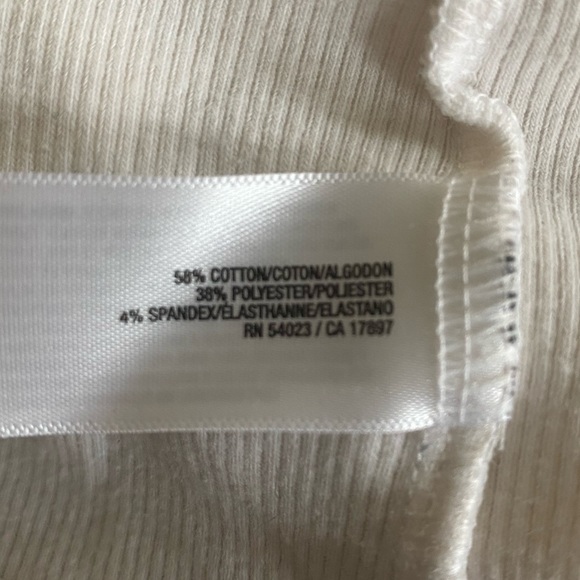 58% COTTON/COTON/ALGODON
38% POLYESTER/POLIESTER
4% SPANDEX/ÉLASTHANNE/ELASTANO
RN 54023 / CA 17897